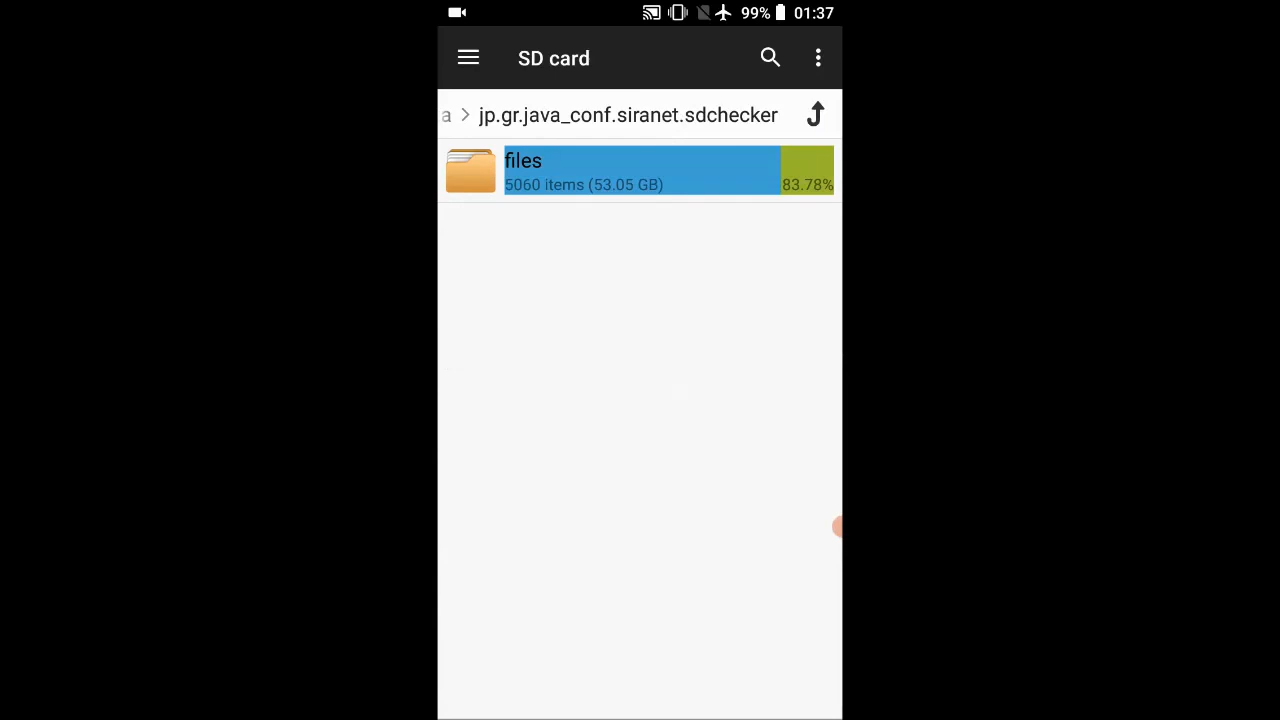 99% 01:37
SD card
a > jp.gr.java_conf.siranet.sdchecker
files
5060 items (53.05 GB) 83.78%